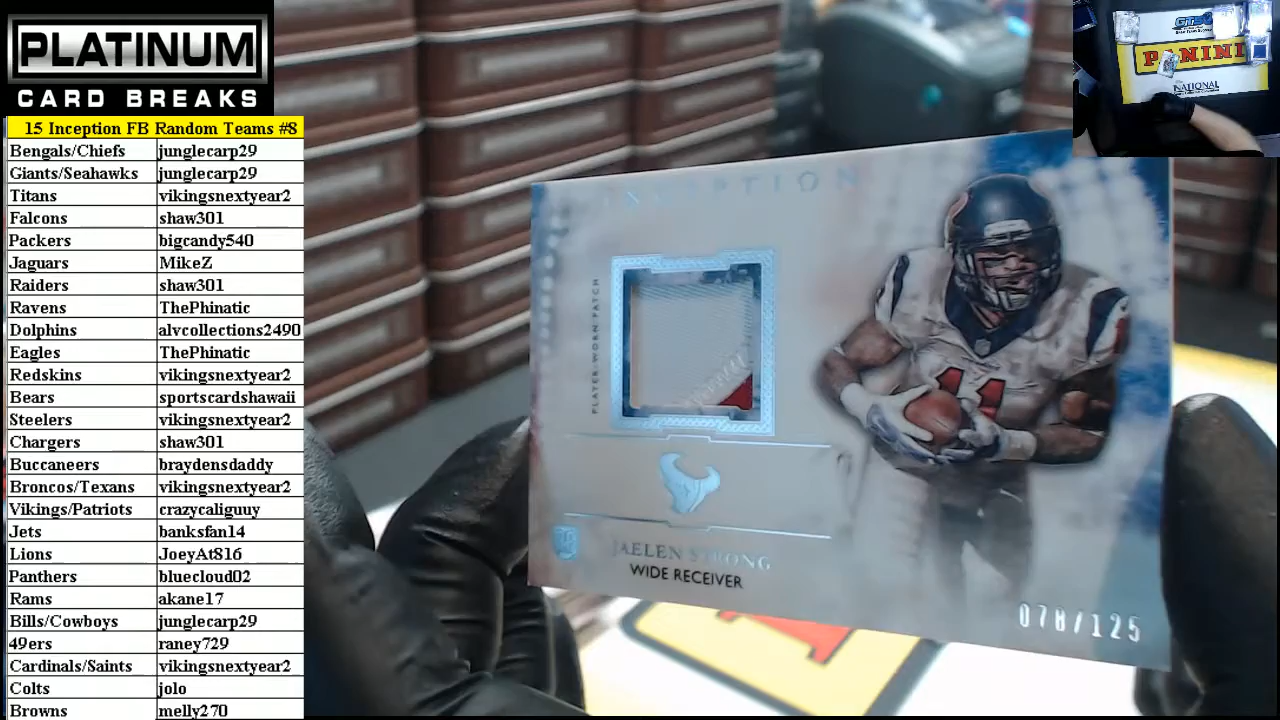 PLATINUM
CARD BREAKS
15 Inception FB Random Teams #8
Bengals/Chiefs junglecarp29
Giants/Seahawks junglecarp29
Titans vikingsnextyear2
Falcons shaw301
Packers bigcandy540
Jaguars MikeZ
Raiders shaw301
Ravens ThePhinatic
Dolphins alvcollections2490
Eagles ThePhinatic
Redskins vikingsnextyear2
Bears sportscardshawaii
Steelers vikingsnextyear2
Chargers shaw301
Buccaneers braydensdaddy
Broncos/Texans vikingsnextyear2
Vikings/Patriots crazycaliguuy
Jets banksfan14
Lions JoeyAt816
Panthers bluecloud02
Rams akane17
Bills/Cowboys junglecarp29
49ers raney729
Cardinals/Saints vikingsnextyear2
Colts jolo
Browns melly270
INCEPTION
PLAYER-WORN PATCH
JAELEN STRONG
WIDE RECEIVER
11
078/125
PANINI
NATIONAL